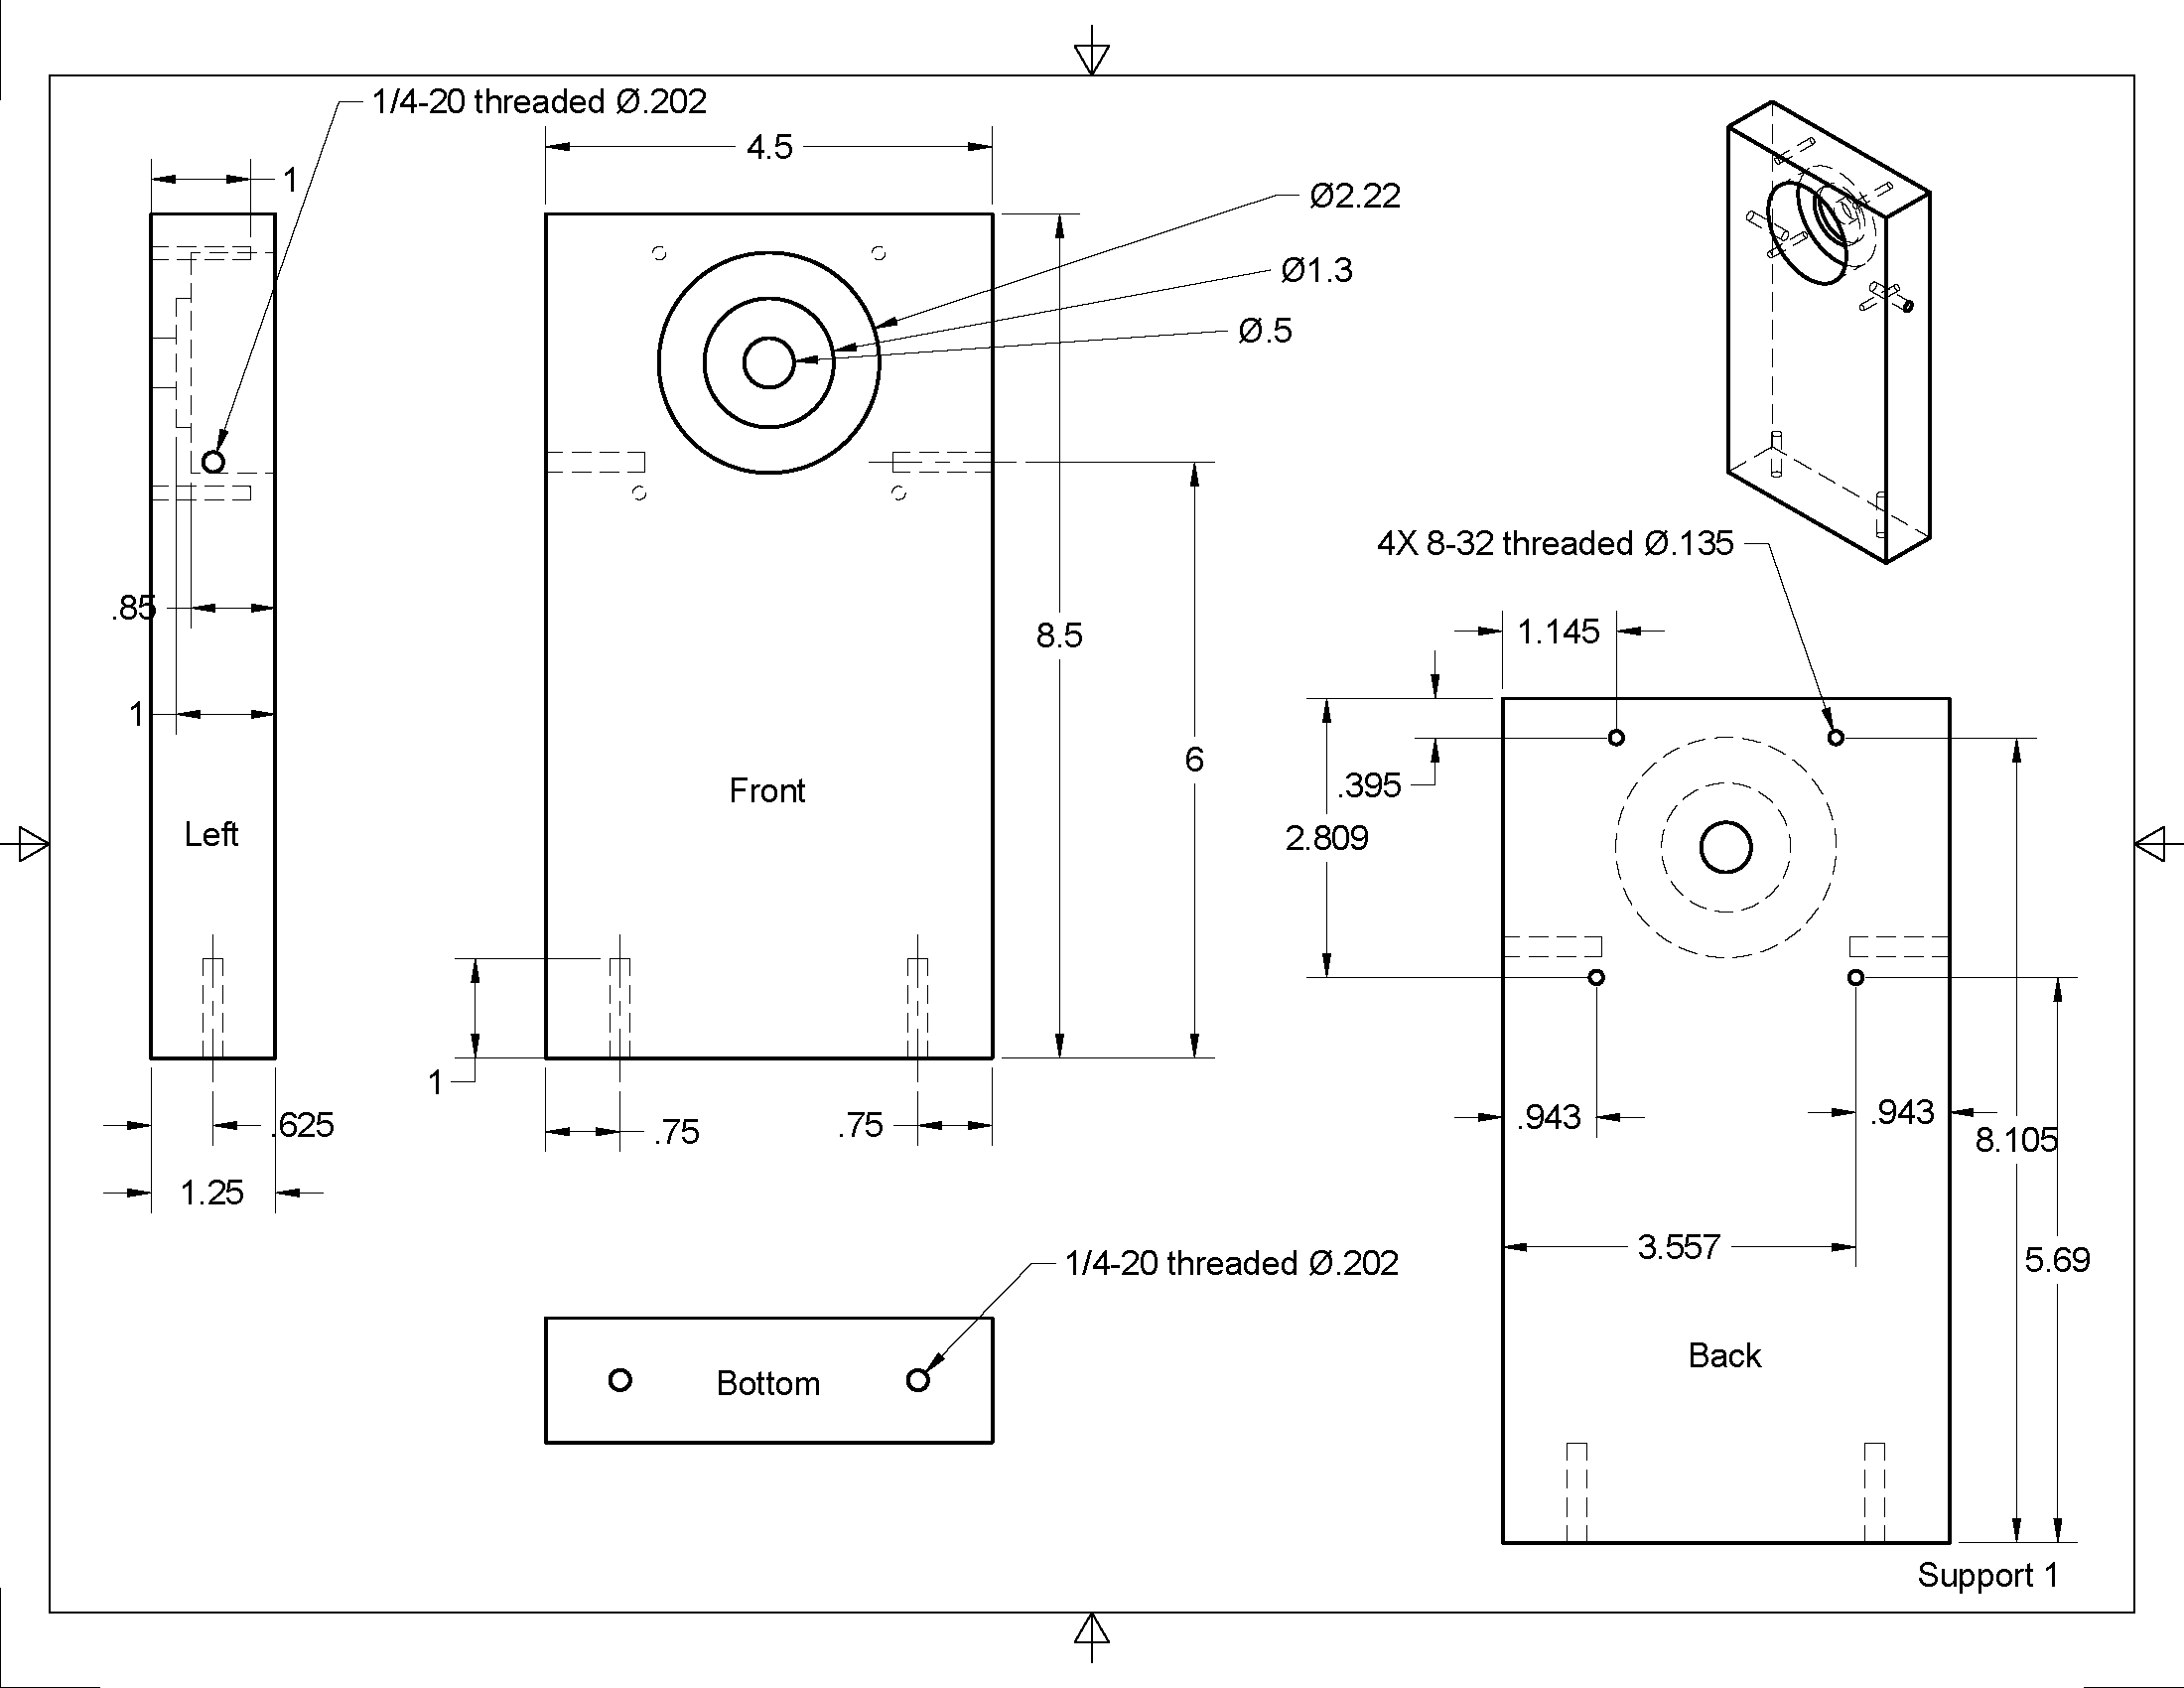 1/4-20 threaded Ø.202
4.5
1
Ø2.22
Ø1.3
Ø.5
4X 8-32 threaded Ø.135
.85
1.145
8.5
1
6
Front
.395
2.809
Left
1
.625
.75
.75
.943
.943
8.105
1.25
3.557
5.69
1/4-20 threaded Ø.202
Back
Bottom
Support 1